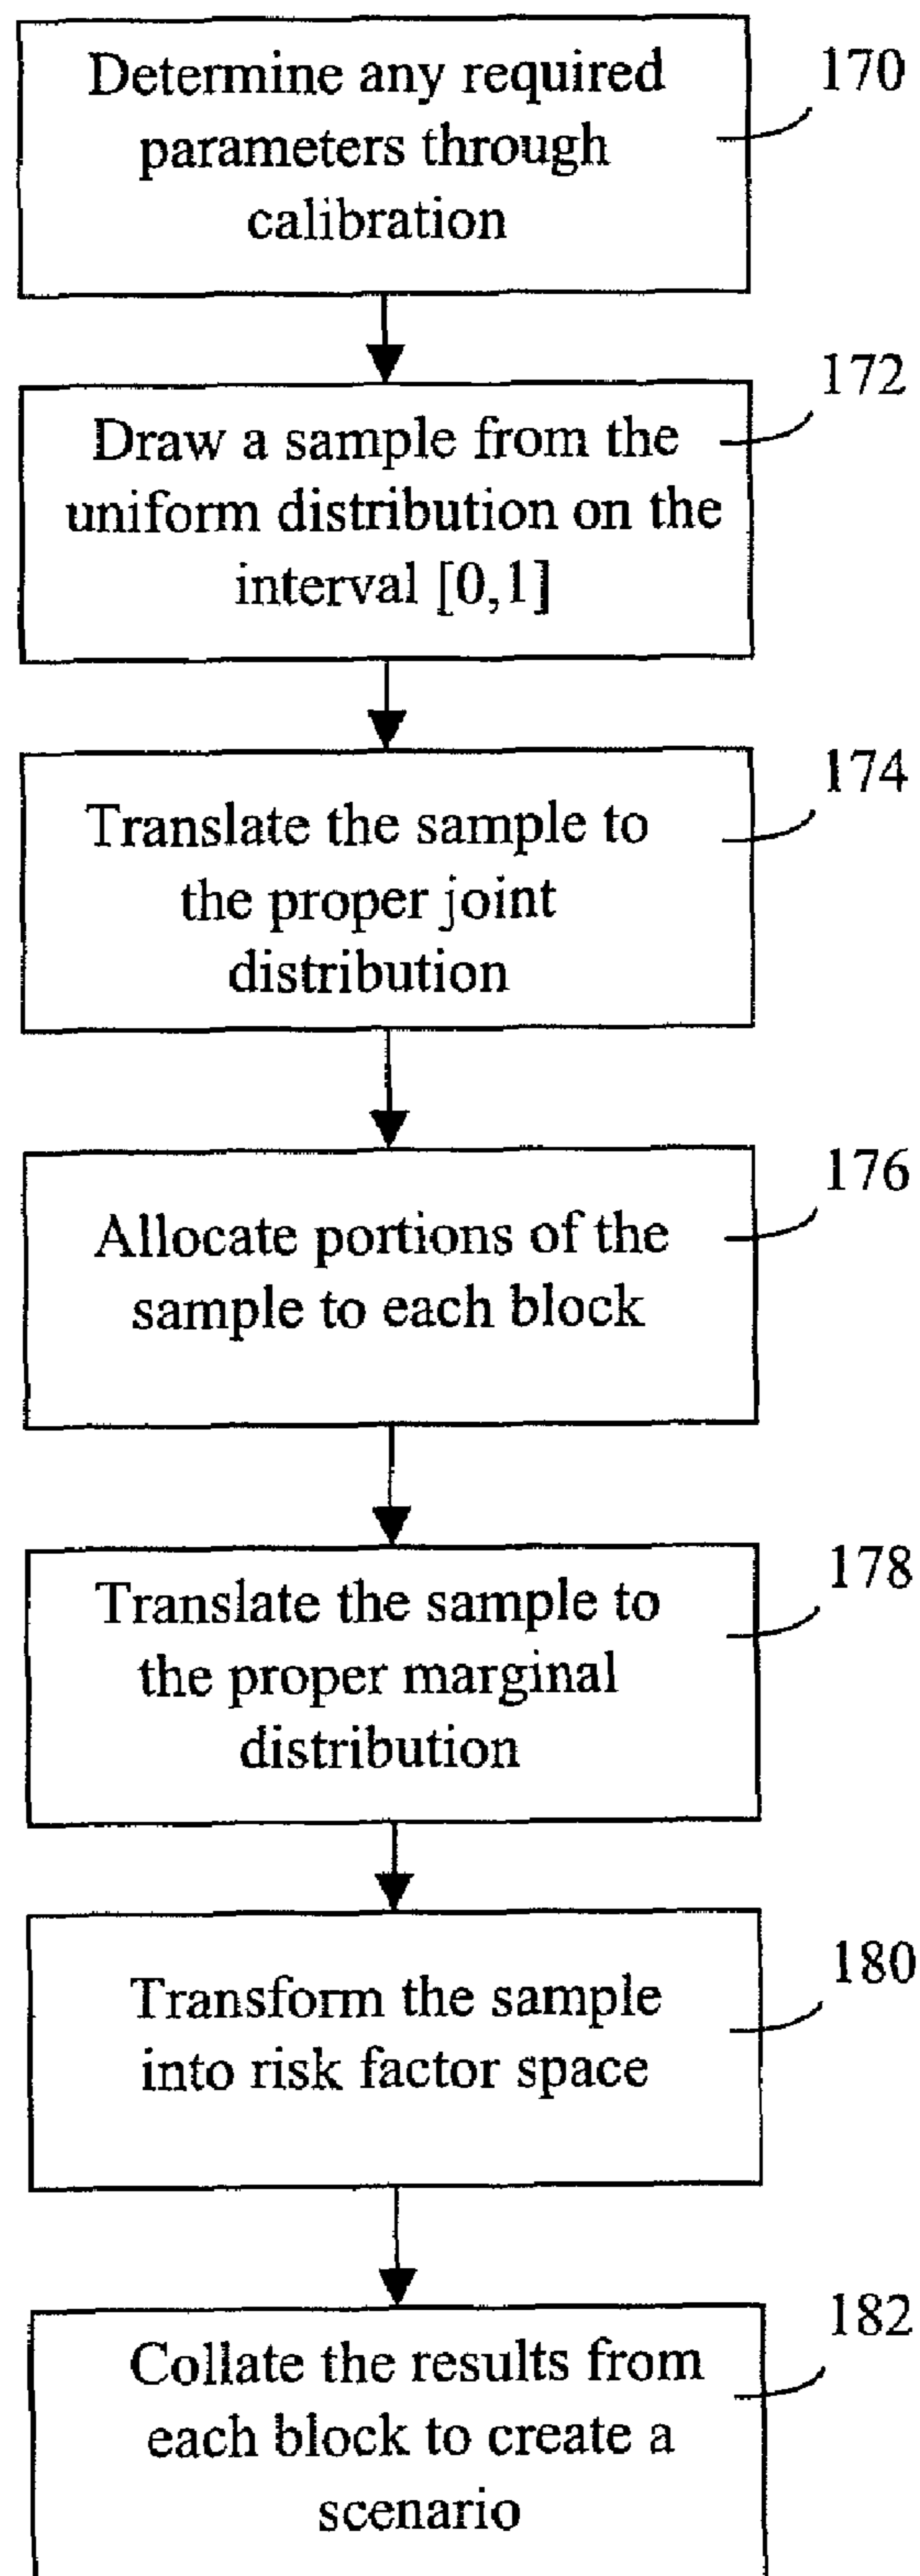 Determine any required
parameters through
calibration
170
Draw a sample from the
uniform distribution on the
interval [0,1]
172
Translate the sample to
the proper joint
distribution
174
Allocate portions of the
sample to each block
176
Translate the sample to
the proper marginal
distribution
178
Transform the sample
into risk factor space
180
Collate the results from
each block to create a
scenario
182